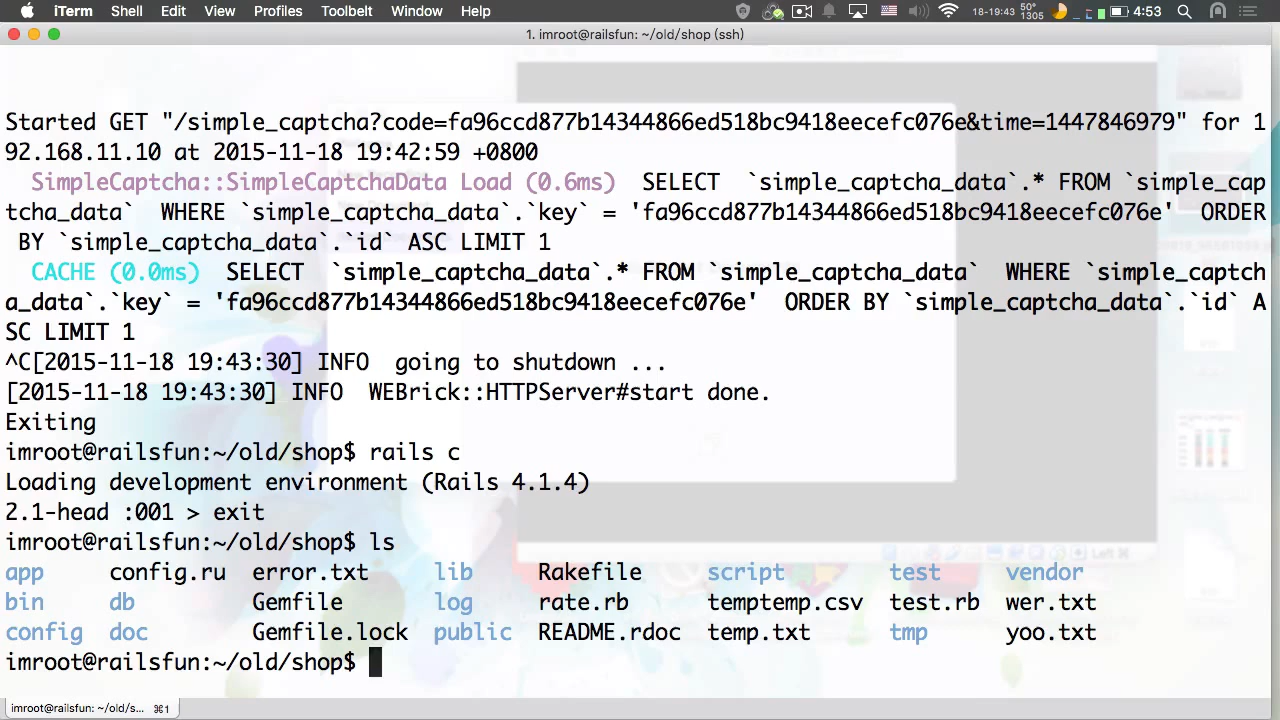 iTerm Shell Edit View Profiles Toolbelt Window Help 18-19:43 50° 1305 4:53
1. imroot@railsfun: ~/old/shop (ssh)
Started GET "/simple_captcha?code=fa96ccd877b14344866ed518bc9418eecefc076e&time=1447846979" for 1
92.168.11.10 at 2015-11-18 19:42:59 +0800
SimpleCaptcha::SimpleCaptchaData Load (0.6ms) SELECT `simple_captcha_data`.* FROM `simple_cap
tcha_data` WHERE `simple_captcha_data`.`key` = 'fa96ccd877b14344866ed518bc9418eecefc076e' ORDER
BY `simple_captcha_data`.`id` ASC LIMIT 1
CACHE (0.0ms) SELECT `simple_captcha_data`.* FROM `simple_captcha_data` WHERE `simple_captch
a_data`.`key` = 'fa96ccd877b14344866ed518bc9418eecefc076e' ORDER BY `simple_captcha_data`.`id` A
SC LIMIT 1
^C[2015-11-18 19:43:30] INFO going to shutdown ...
[2015-11-18 19:43:30] INFO WEBrick::HTTPServer#start done.
Exiting
imroot@railsfun:~/old/shop$ rails c
Loading development environment (Rails 4.1.4)
2.1-head :001 > exit
imroot@railsfun:~/old/shop$ ls
app config.ru error.txt lib Rakefile script test vendor
bin db Gemfile log rate.rb temptemp.csv test.rb wer.txt
config doc Gemfile.lock public README.rdoc temp.txt tmp yoo.txt
imroot@railsfun:~/old/shop$
imroot@railsfun: ~/old/s... ⌘1